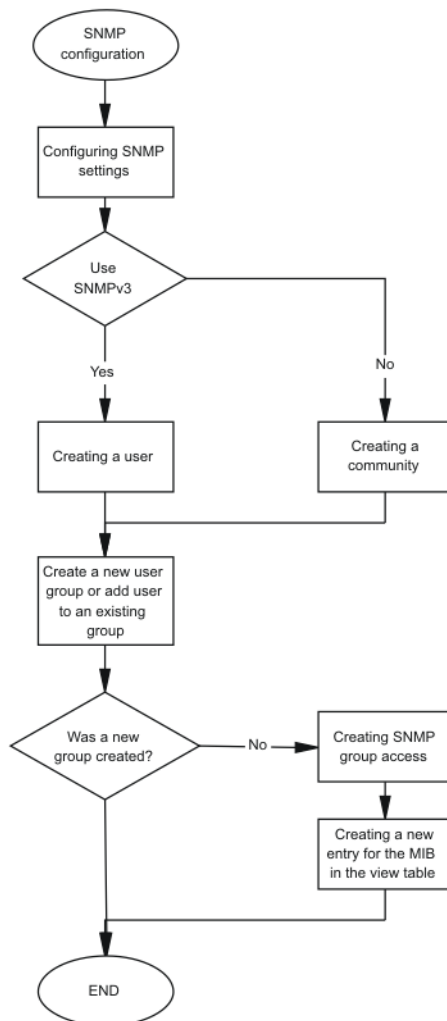 SNMP
configuration
Configuring SNMP
settings
Use
SNMPv3
Yes
No
Creating a user
Creating a
community
Create a new user
group or add user
to an existing
group
Was a new
group created?
No
Creating SNMP
group access
Creating a new
entry for the MIB
in the view table
END